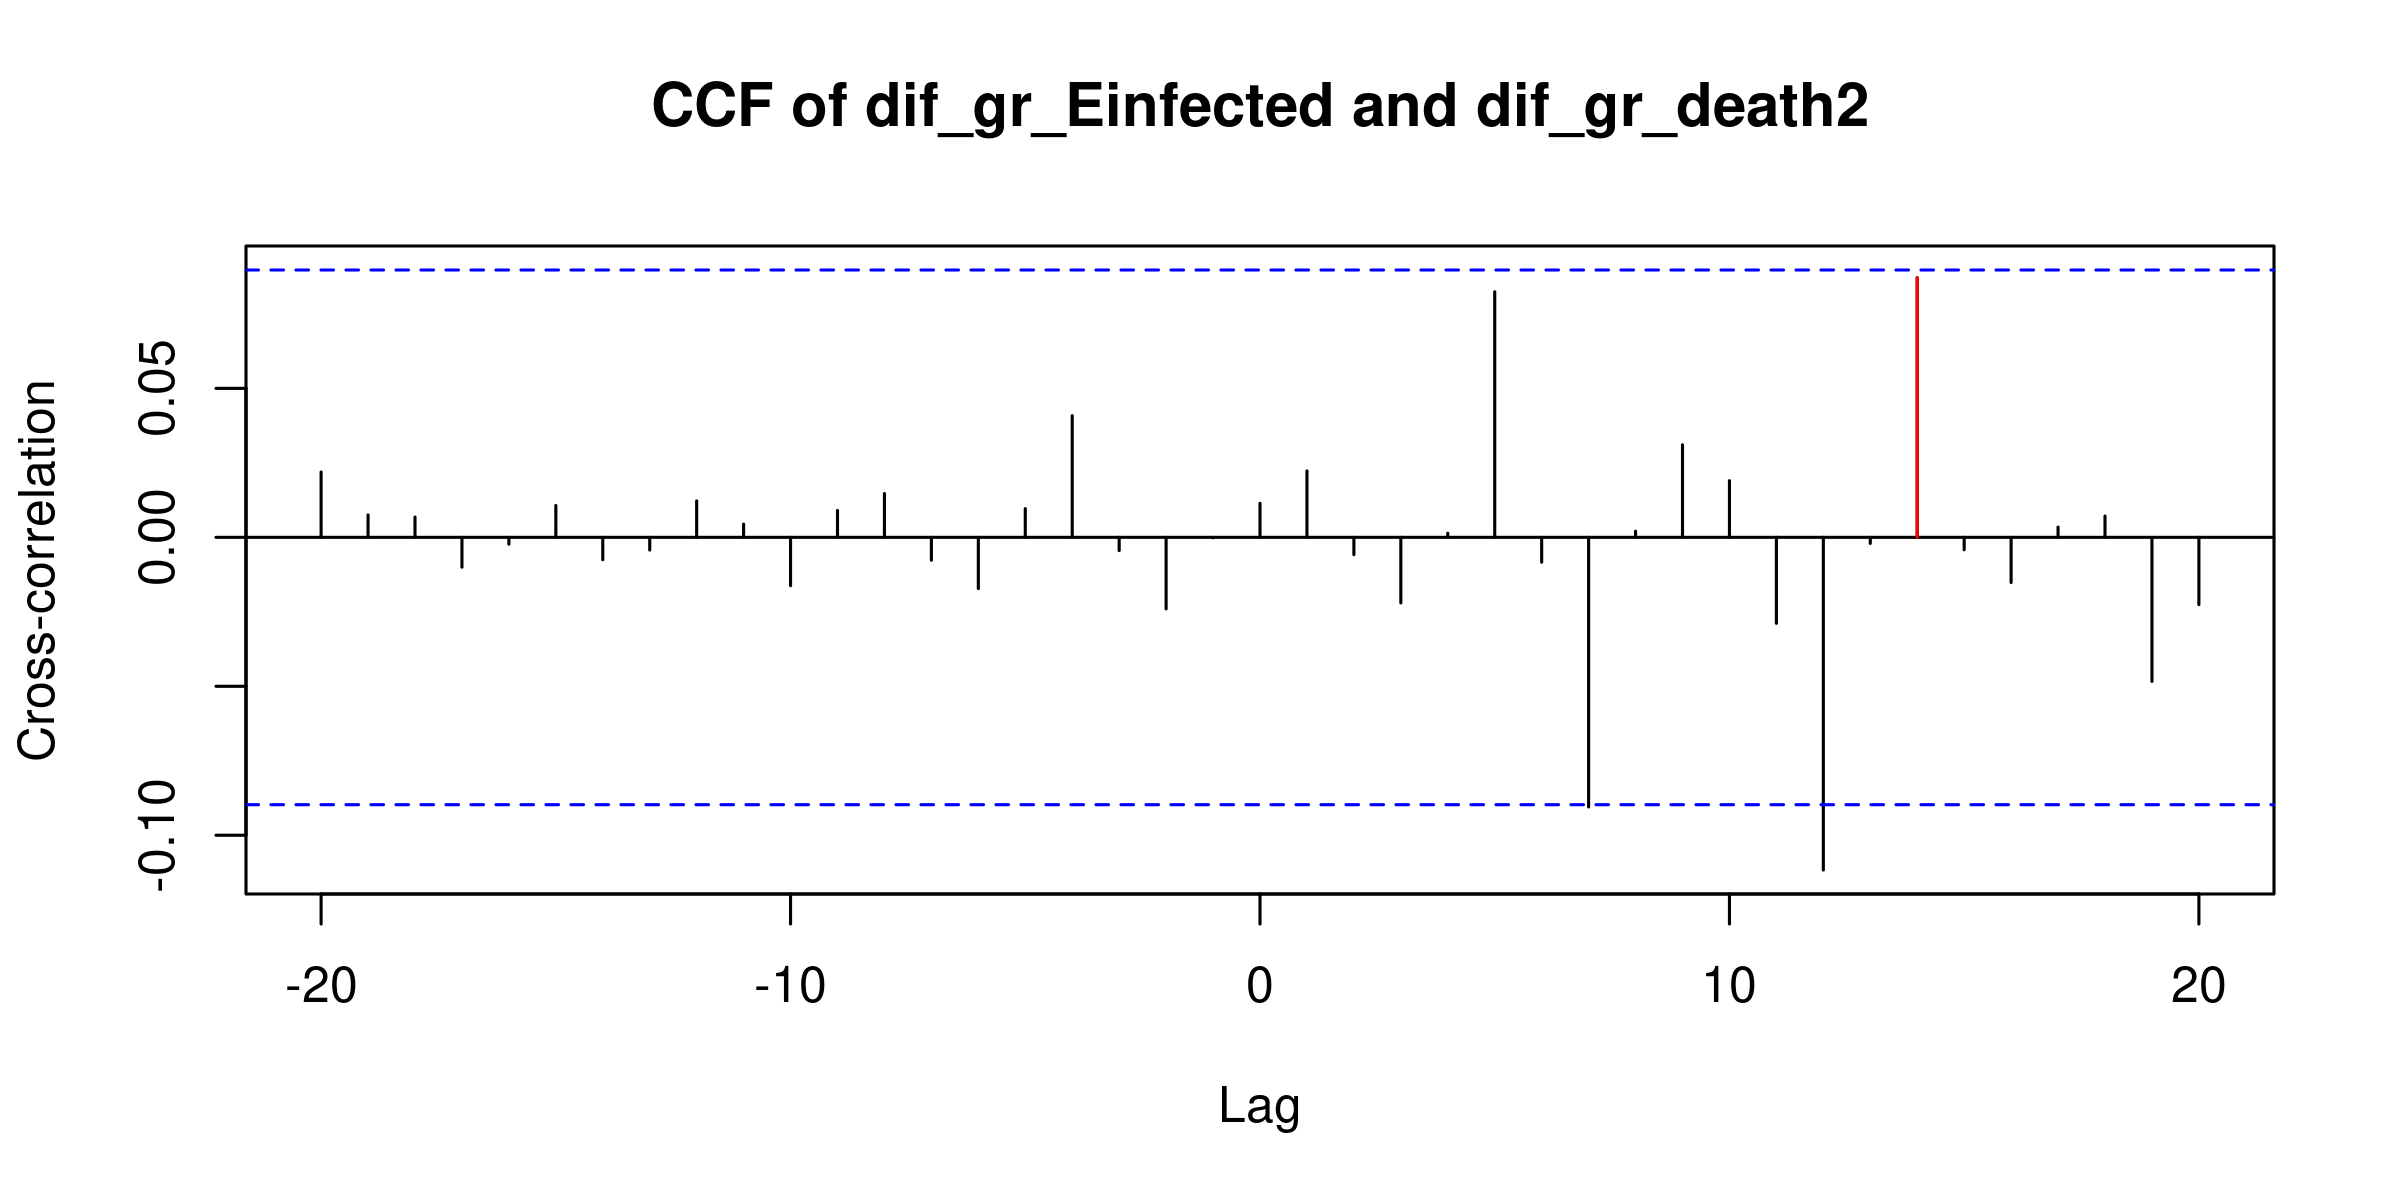 CCF of dif_gr_Einfected and dif_gr_death2
Cross-correlation
0.05
0.00
-0.10
-20
-10
0
10
20
Lag